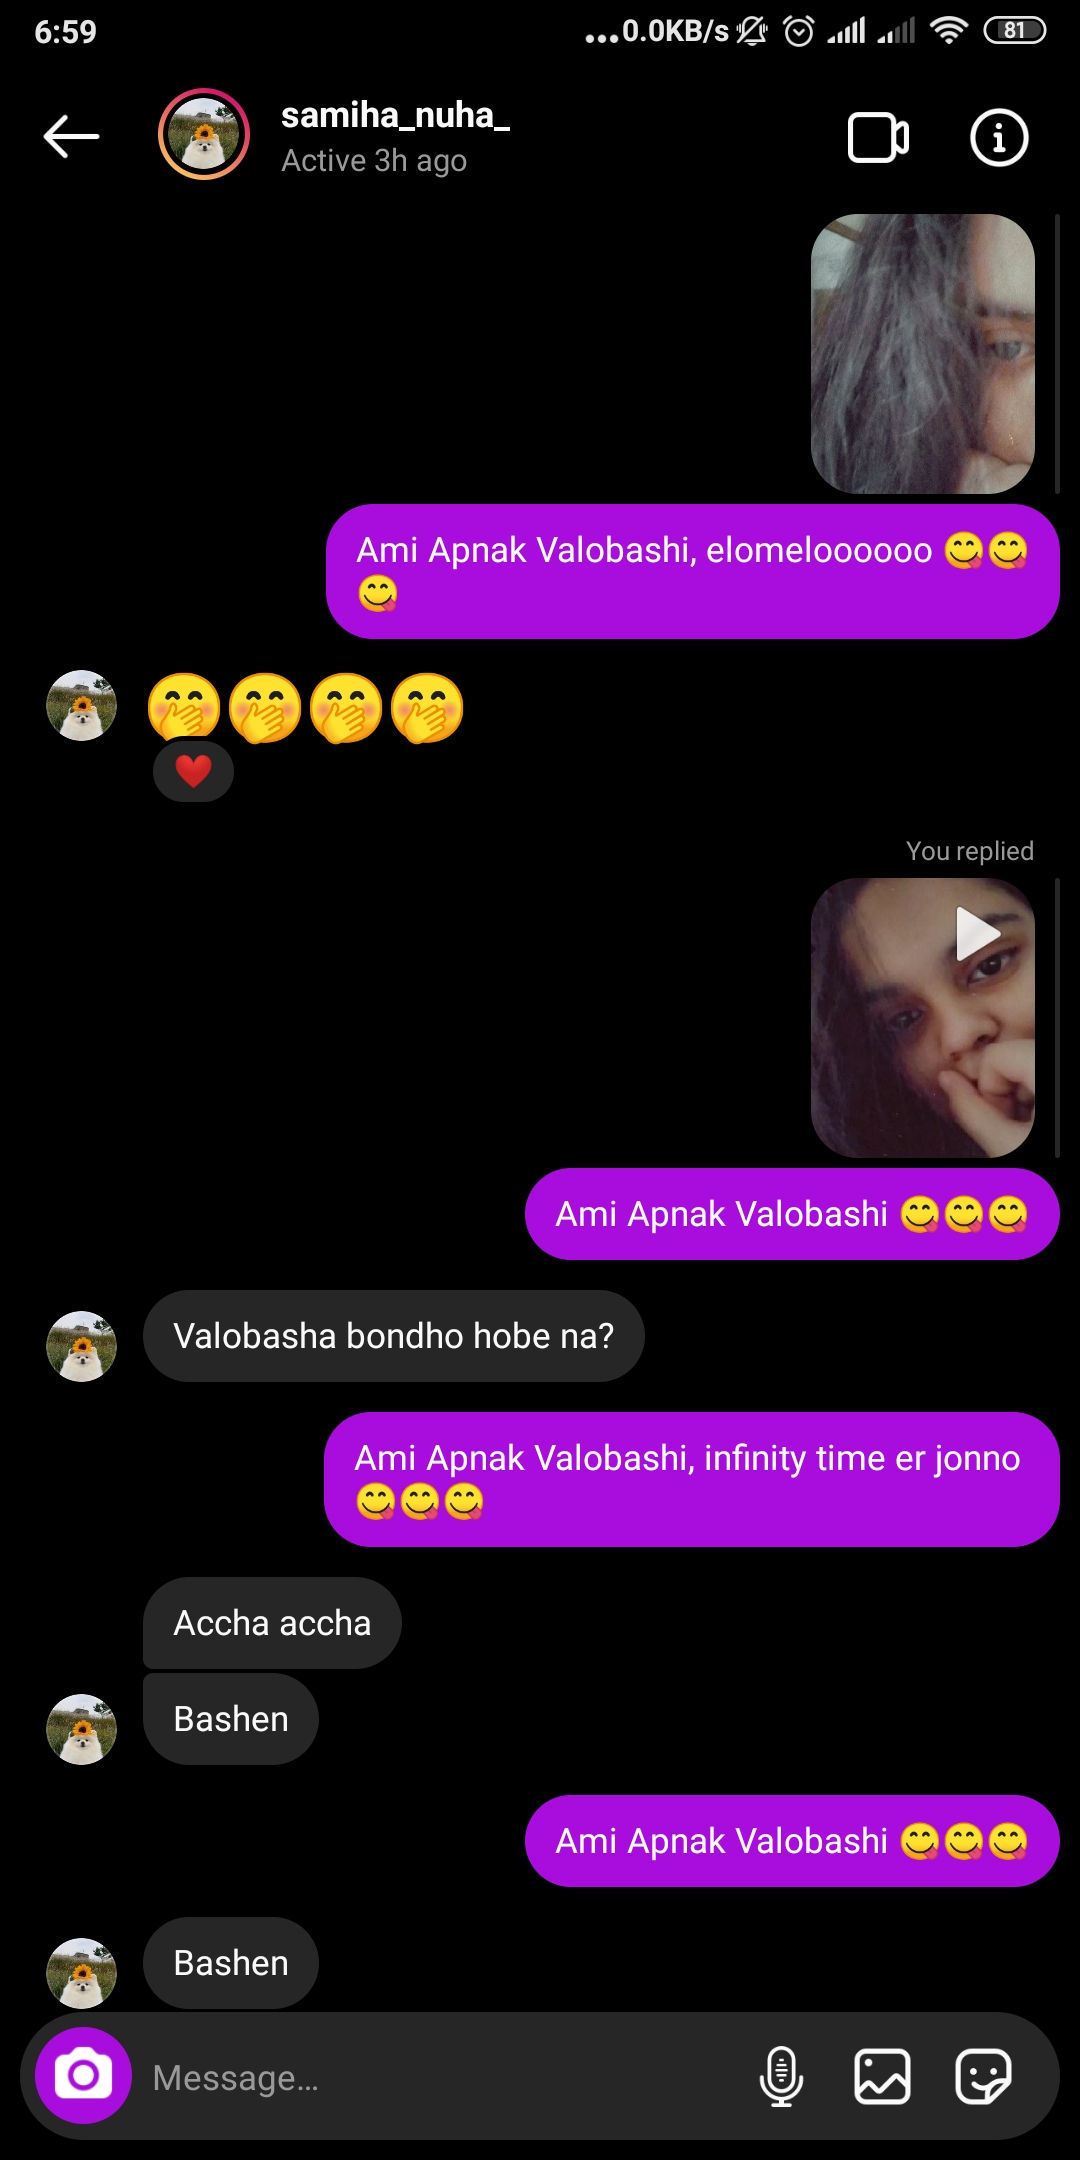 6:59
...0.0KB/s
81
samiha_nuha_
Active 3h ago
Ami Apnak Valobashi, elomeloooooo 😋😋
😋
🤭🤭🤭🤭
❤️
You replied
Ami Apnak Valobashi 😋😋😋
Valobasha bondho hobe na?
Ami Apnak Valobashi, infinity time er jonno
😋😋😋
Accha accha
Bashen
Ami Apnak Valobashi 😋😋😋
Bashen
Message...